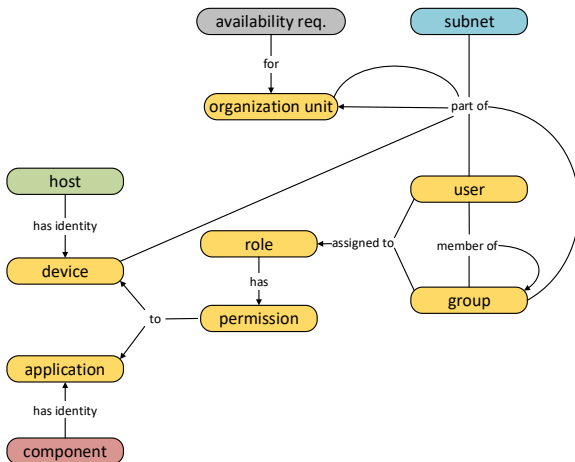 availability req.
subnet
for
organization unit
part of
host
user
has identity
role
assigned to
member of
device
has
group
to
permission
application
has identity
component